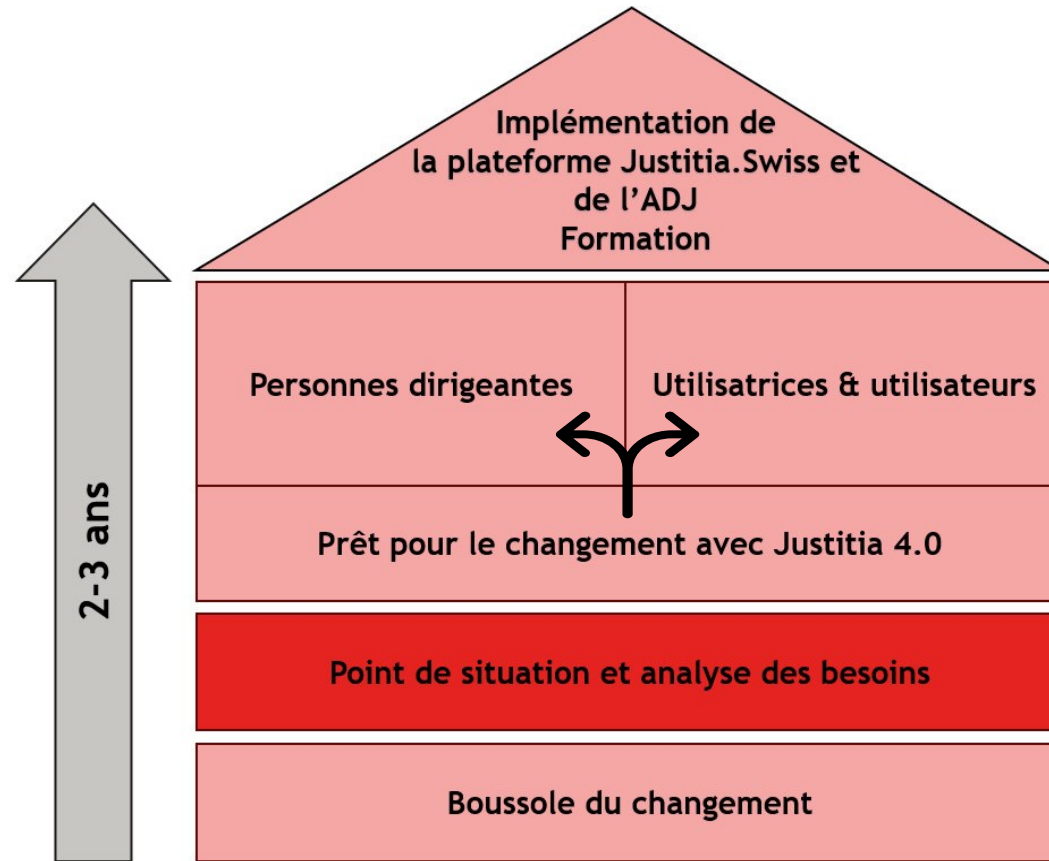 Implémentation de
la plateforme Justitia.Swiss et
de l'ADJ
Formation
Personnes dirigeantes
Utilisatrices & utilisateurs
2-3 ans
Prêt pour le changement avec Justitia 4.0
Point de situation et analyse des besoins
Boussole du changement